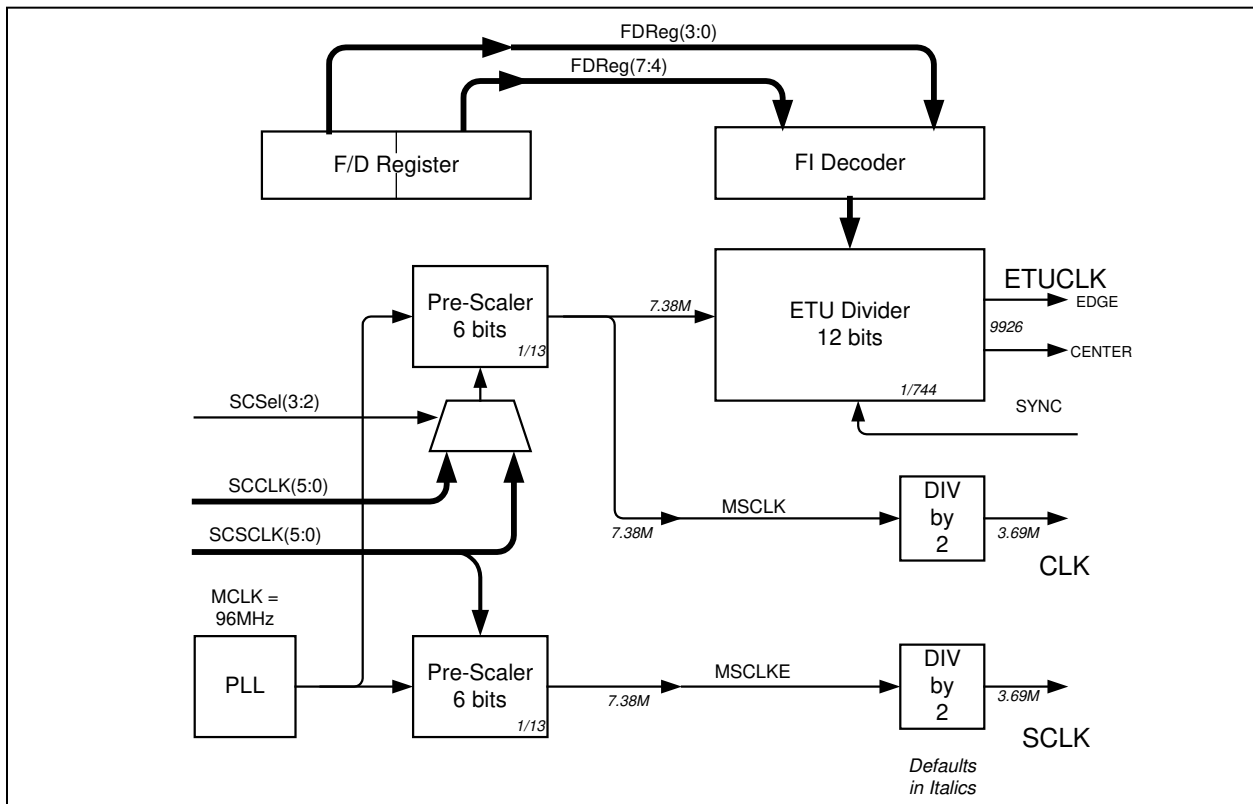 FDReg(3:0)
FDReg(7:4)
F/D Register
FI Decoder
Pre-Scaler
6 bits
1/13
7.38M
ETU Divider
12 bits
1/744
ETUCLK
EDGE
9926
CENTER
SYNC
SCSel(3:2)
SCCLK(5:0)
SCSCLK(5:0)
7.38M
MSCLK
DIV
by
2
3.69M
CLK
MCLK =
96MHz
PLL
Pre-Scaler
6 bits
1/13
7.38M
MSCLKE
DIV
by
2
3.69M
SCLK
Defaults
in Italics